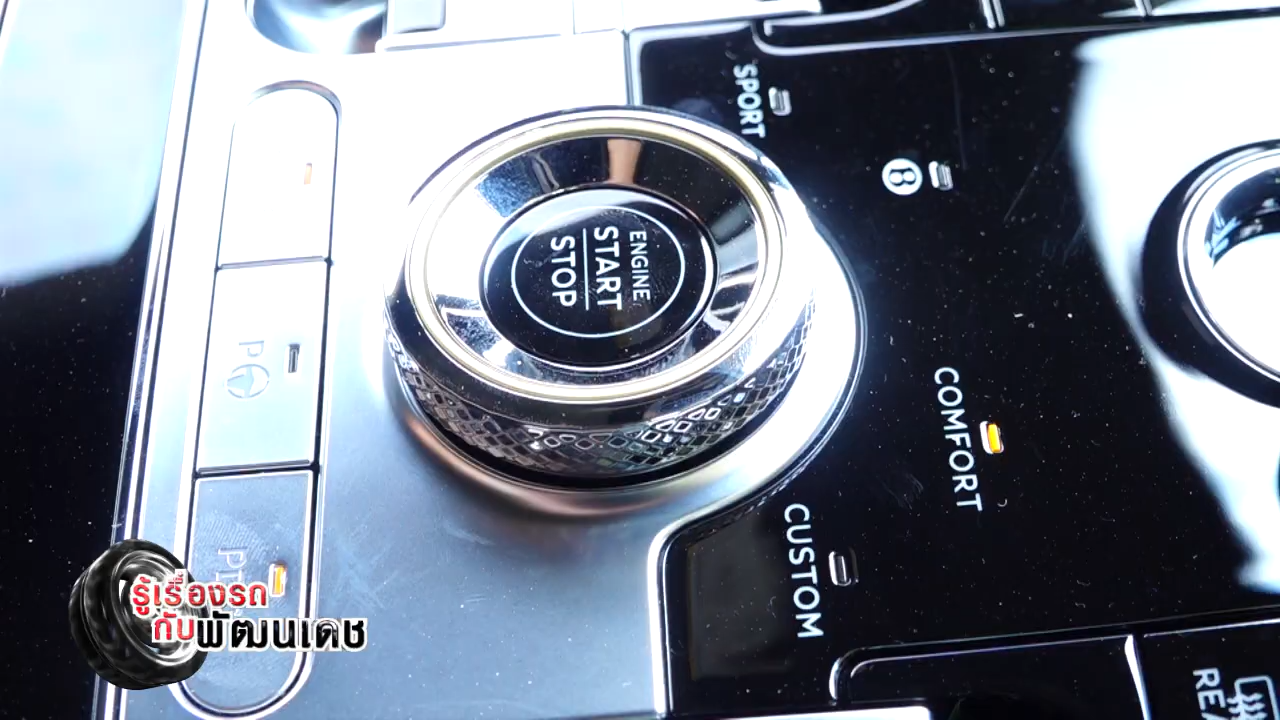 SPORT
B
ENGINE
START
STOP
COMFORT
CUSTOM
P
รู้เรื่องรถ
กับพัฒนเดช